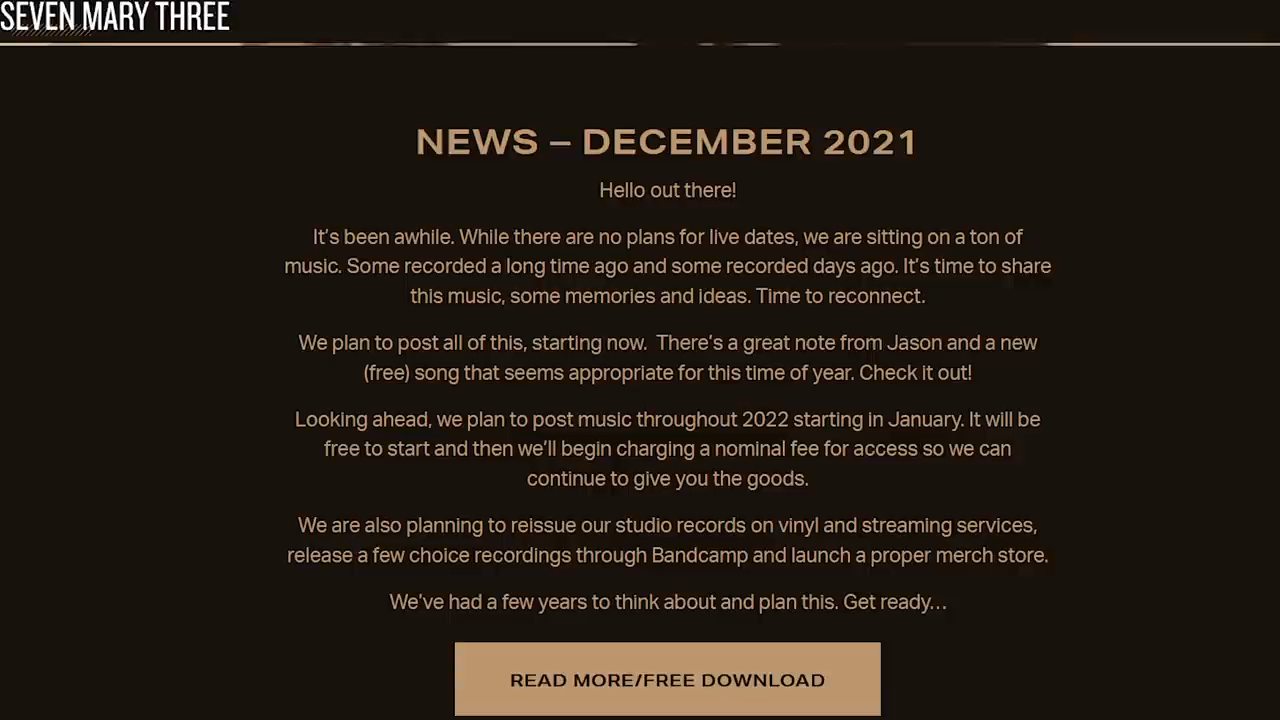 SEVEN MARY THREE
NEWS – DECEMBER 2021
Hello out there!
It’s been awhile. While there are no plans for live dates, we are sitting on a ton of
music. Some recorded a long time ago and some recorded days ago. It’s time to share
this music, some memories and ideas. Time to reconnect.
We plan to post all of this, starting now.  There’s a great note from Jason and a new
(free) song that seems appropriate for this time of year. Check it out!
Looking ahead, we plan to post music throughout 2022 starting in January. It will be
free to start and then we’ll begin charging a nominal fee for access so we can
continue to give you the goods.
We are also planning to reissue our studio records on vinyl and streaming services,
release a few choice recordings through Bandcamp and launch a proper merch store.
We’ve had a few years to think about and plan this. Get ready…
READ MORE/FREE DOWNLOAD